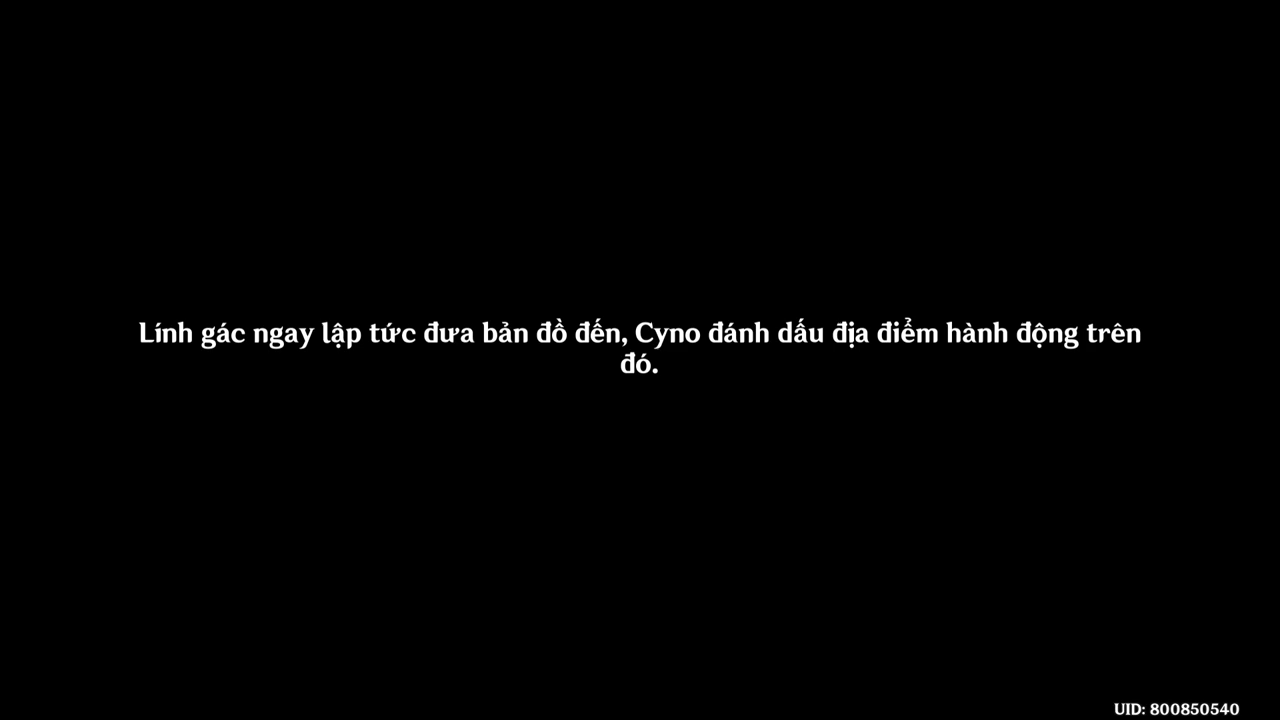 Lính gác ngay lập tức đưa bản đồ đến, Cyno đánh dấu địa điểm hành động trên
đó.
UID: 800850540